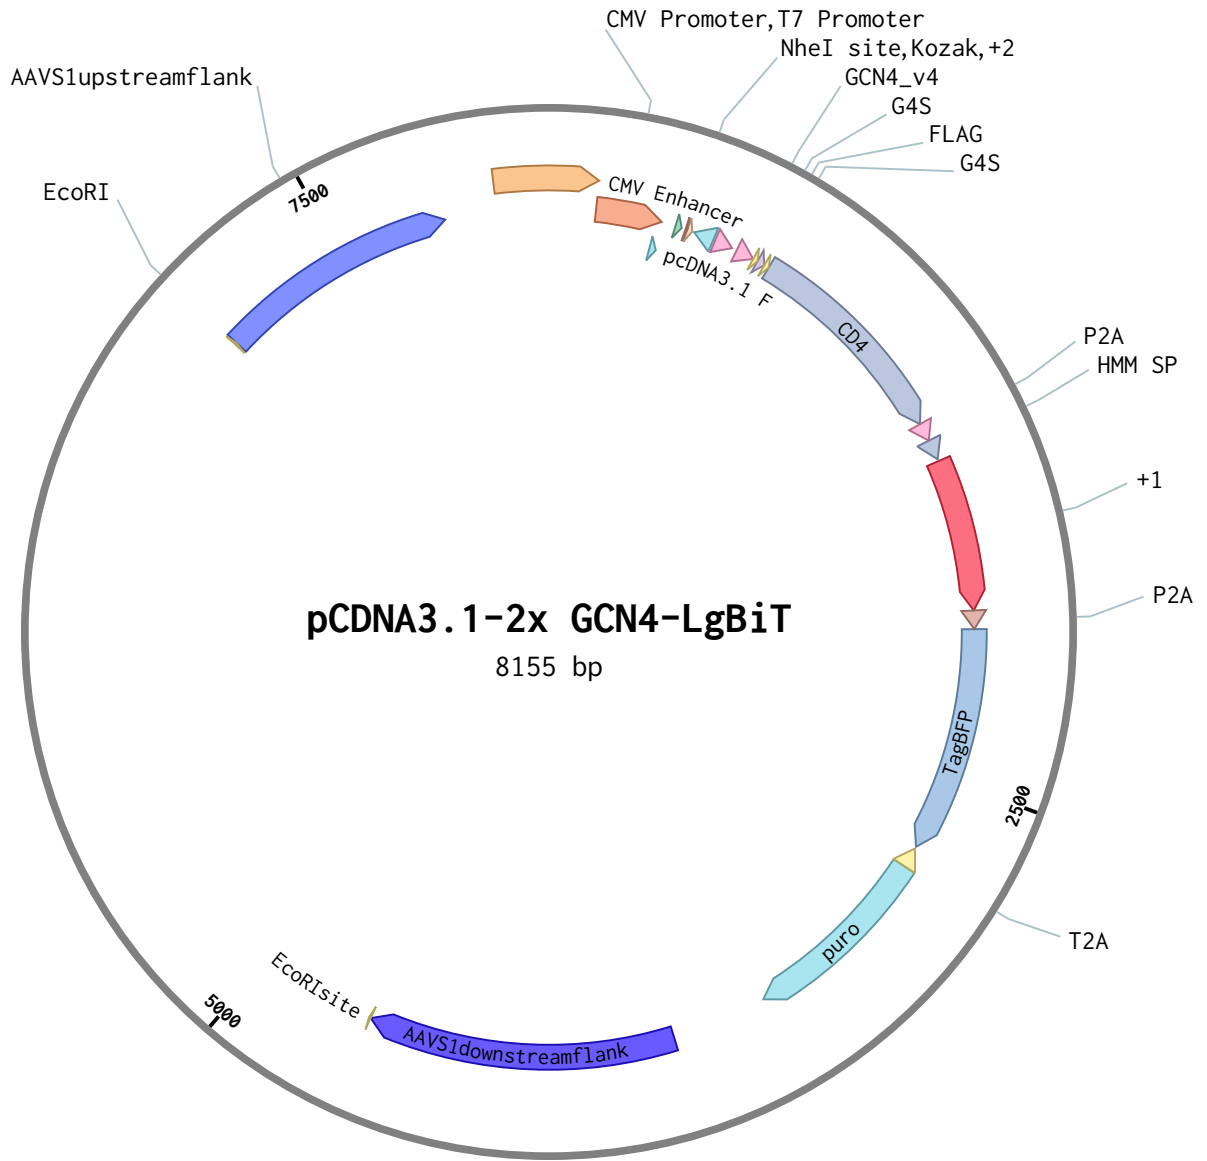 CMV Promoter,T7 Promoter
NheI site,Kozak,+2
AAVS1upstreamflank
GCN4_v4
G4S
FLAG
G4S
EcoRI
7500
CMV Enhancer
pcDNA3.1 F
CD4
P2A
HMM SP
+1
P2A
pCDNA3.1-2x GCN4-LgBiT
8155 bp
TagBFP
2500
T2A
puro
EcoRIsite
5000
AAVS1downstreamflank